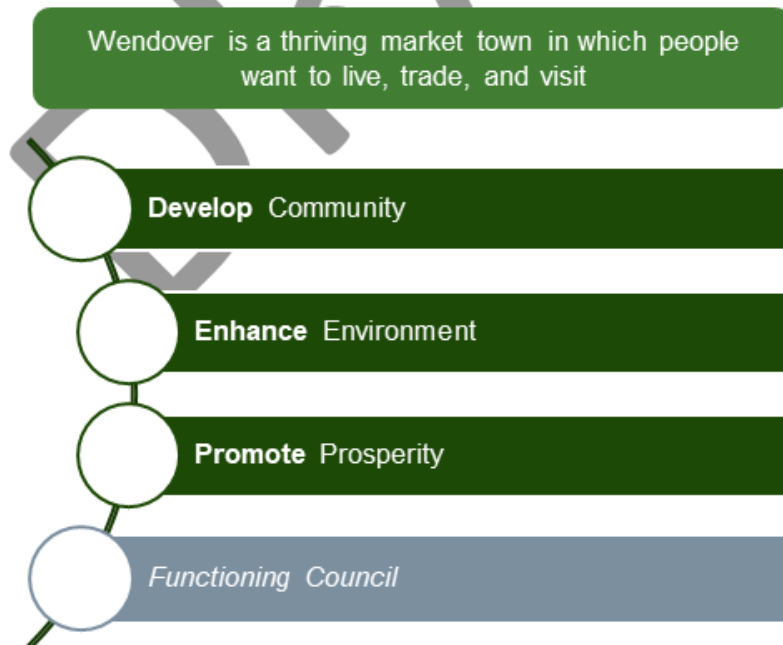 Wendover is a thriving market town in which people
want to live, trade, and visit
Develop Community
Enhance Environment
Promote Prosperity
Functioning Council